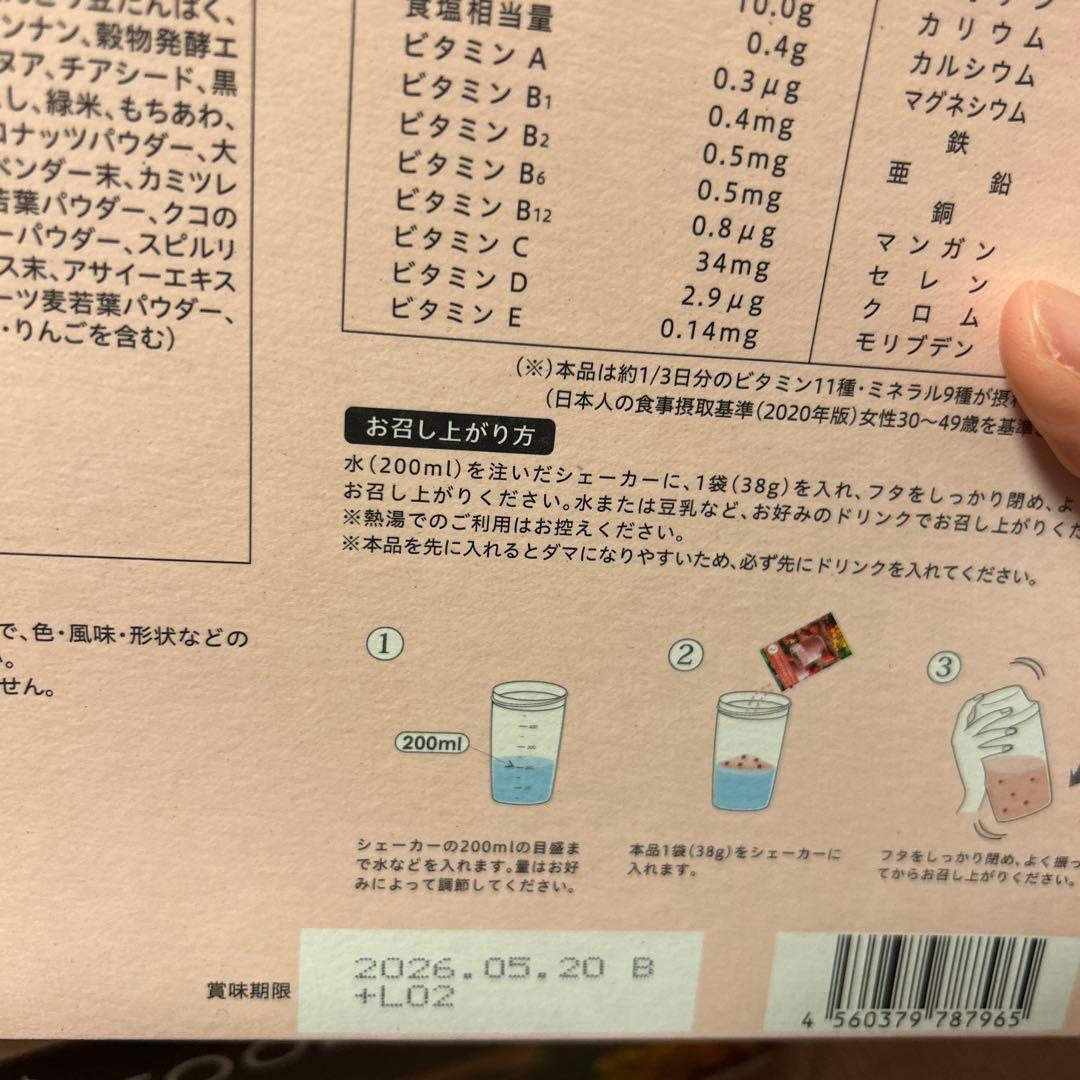 豆たんぱく、
ンナン、穀物発酵エ
ヌア、チアシード、黒
し、緑米、もちあわ、
コナッツパウダー、大
ベンダー末、カミツレ
若葉パウダー、クコの
ーパウダー、スピルリ
ス末、アサイーエキス
ーツ麦若葉パウダー、
・りんごを含む)
で、色・風味・形状などの
い。
せん。
10.0g
食塩相当量 0.4g
ビタミン A 0.3μg
ビタミン B1 0.4mg
ビタミン B2 0.5mg
ビタミン B6 0.5mg
ビタミン B12 0.8μg
ビタミン C 34mg
ビタミン D 2.9μg
ビタミン E 0.14mg
カリウム
カルシウム
マグネシウム
鉄
亜鉛
銅
マンガン
セレン
クロム
モリブデン
(※)本品は約1/3日分のビタミン11種・ミネラル9種が摂
(日本人の食事摂取基準(2020年版)女性30〜49歳を基準
お召し上がり方
水(200ml)を注いだシェーカーに、1袋(38g)を入れ、フタをしっかり閉め、よ
お召し上がりください。水または豆乳など、お好みのドリンクでお召し上がりくだ
※熱湯でのご利用はお控えください。
※本品を先に入れるとダマになりやすいため、必ず先にドリンクを入れてください。
1
200ml
シェーカーの200mlの目盛ま
で水などを入れます。量はお好
みによって調節してください。
2
本品1袋(38g)をシェーカーに
入れます。
3
フタをしっかり閉め、よく振っ
てからお召し上がりください。
賞味期限
2026.05.20 B
+L02
4 560379 787965